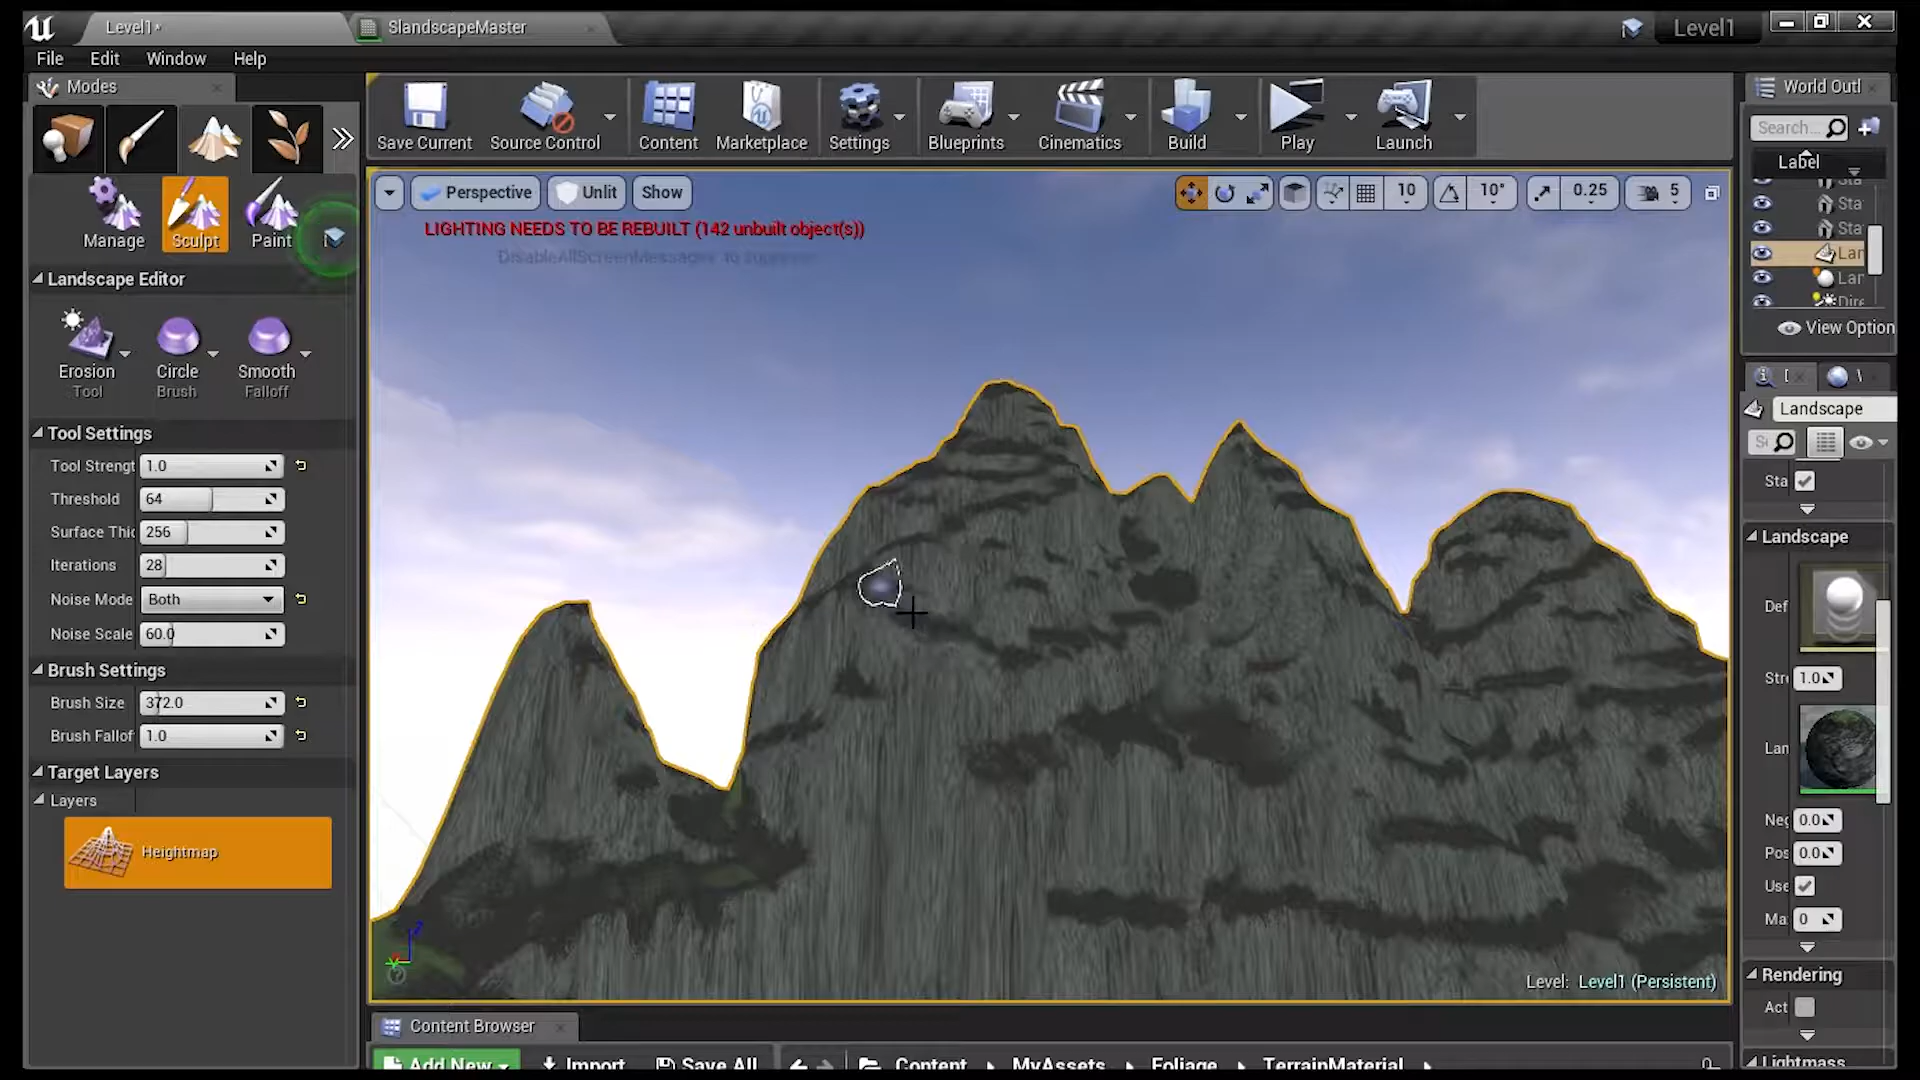 Level1*
SlandscapeMaster
Level1
File Edit Window Help
Modes
Save Current
Source Control
Content
Marketplace
Settings
Blueprints
Cinematics
Build
Play
Launch
World Outl
Search...
Label
Sta
Sta
Lan
Lan
Dire
View Option
Manage
Sculpt
Paint
Perspective
Unlit
Show
10
10°
0.25
5
LIGHTING NEEDS TO BE REBUILT (142 unbuilt object(s))
Landscape Editor
Erosion
Tool
Circle
Brush
Smooth
Falloff
Tool Settings
Tool Strengt 1.0
Threshold 64
Surface Thic 256
Iterations 28
Noise Mode Both
Noise Scale 60.0
Brush Settings
Brush Size 372.0
Brush Fallof 1.0
Target Layers
Layers
Heightmap
Landscape
Sta
Landscape
Def
Stre 1.0
Lan
Neg 0.0
Pos 0.0
Use
Ma 0
Rendering
Act
Lightmass
Level: Level1 (Persistent)
Content Browser
Add New
Import
Save All
Content
MyAssets
Foliage
TerrainMaterial